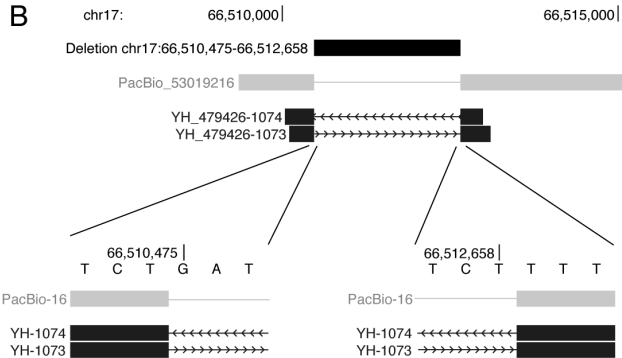 B
chr17: 66,510,000 66,515,000
Deletion chr17:66,510,475-66,512,658
PacBio_53019216
YH_479426-1074
YH_479426-1073
66,510,475 66,512,658
T C T G A T T C T T T T
PacBio-16 PacBio-16
YH-1074 YH-1074
YH-1073 YH-1073